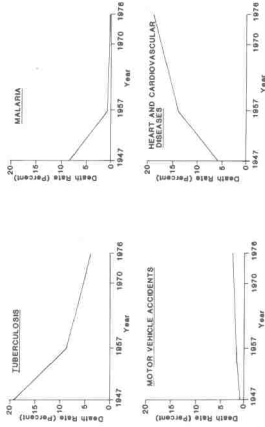 TUBERCULOSIS
Death Rate (Percent)
20
15
10
5
0
1947 1957 1970 1976
Year
MALARIA
Death Rate (Percent)
20
15
10
5
0
1947 1957 1970 1976
Year
MOTOR VEHICLE ACCIDENTS
Death Rate (Percent)
20
15
10
5
0
1947 1957 1970 1976
Year
HEART AND CARDIOVASCULAR
DISEASES
Death Rate (Percent)
20
15
10
5
0
1947 1957 1970 1976
Year